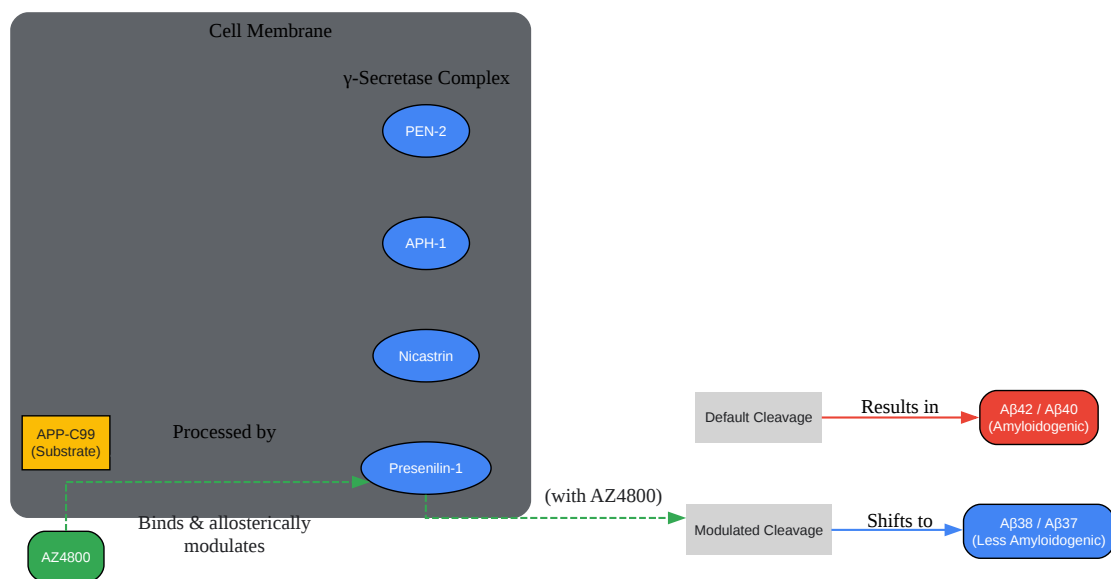 Cell Membrane
γ-Secretase Complex
PEN-2
APH-1
Nicastrin
APP-C99
(Substrate)
Processed by
Presenilin-1
Binds & allosterically
modulates
AZ4800
(with AZ4800)
Default Cleavage
Results in
Aβ42 / Aβ40
(Amyloidogenic)
Modulated Cleavage
Shifts to
Aβ38 / Aβ37
(Less Amyloidogenic)